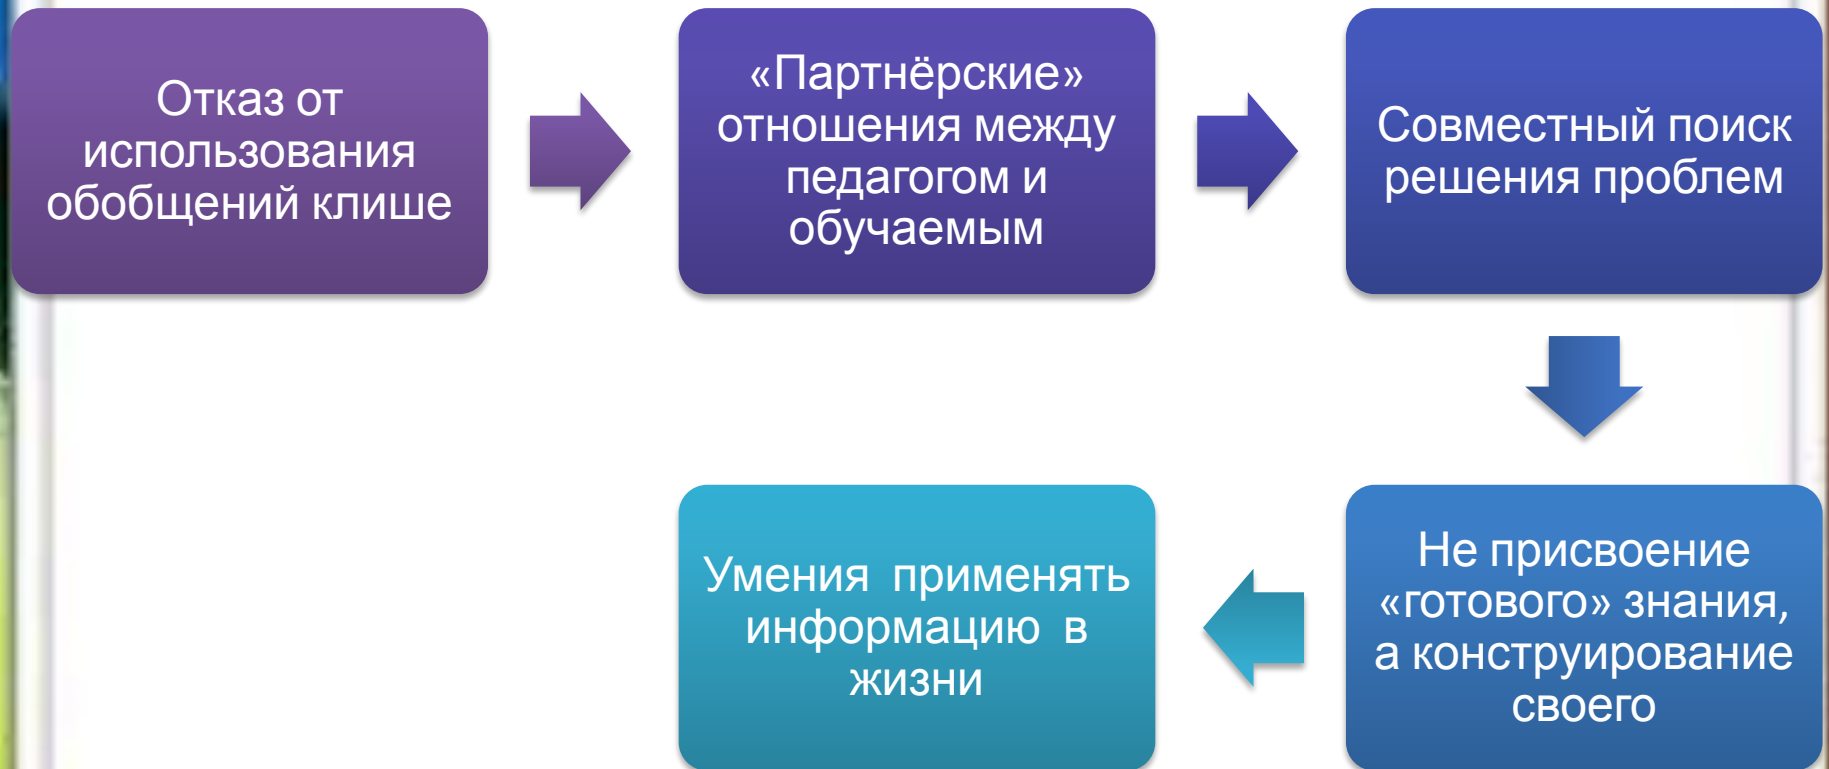 Отказ от
использования
обобщений клише
«Партнёрские»
отношения между
педагогом и
обучаемым
Совместный поиск
решения проблем
Не присвоение
«готового» знания,
а конструирование
своего
Умения применять
информацию в
жизни